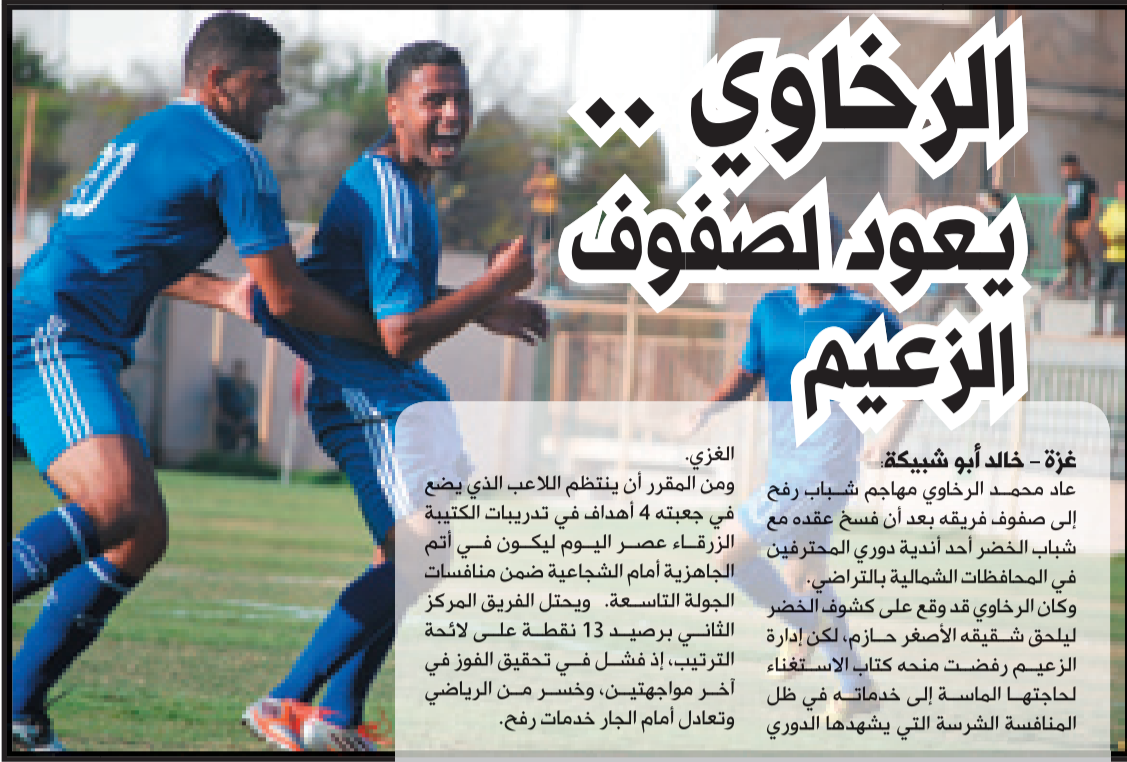 الرخاوي ..
يعود لصفوف
الزعيم
غزة - خالد أبو شبيكة:
عاد محمد الرخاوي مهاجم شباب رفح
إلى صفوف فريقه بعد أن فسخ عقده مع
شباب الخضر أحد أندية دوري المحترفين
في المحافظات الشمالية بالتراضي.
وكان الرخاوي قد وقع على كشوف الخضر
ليلحق شقيقه الأصغر حازم، لكن إدارة
الزعيم رفضت منحه كتاب الاستغناء
لحاجتها الماسة إلى خدماته في ظل
المنافسة الشرسة التي يشهدها الدوري
الغزي.
ومن المقرر أن ينتظم اللاعب الذي يضع
في جعبته 4 أهداف في تدريبات الكتيبة
الزرقاء عصر اليوم ليكون في أتم
الجاهزية أمام الشجاعية ضمن منافسات
الجولة التاسعة. ويحتل الفريق المركز
الثاني برصيد 13 نقطة على لائحة
الترتيب، إذ فشل في تحقيق الفوز في
آخر مواجهتين، وخسر من الرياضي
وتعادل أمام الجار خدمات رفح.